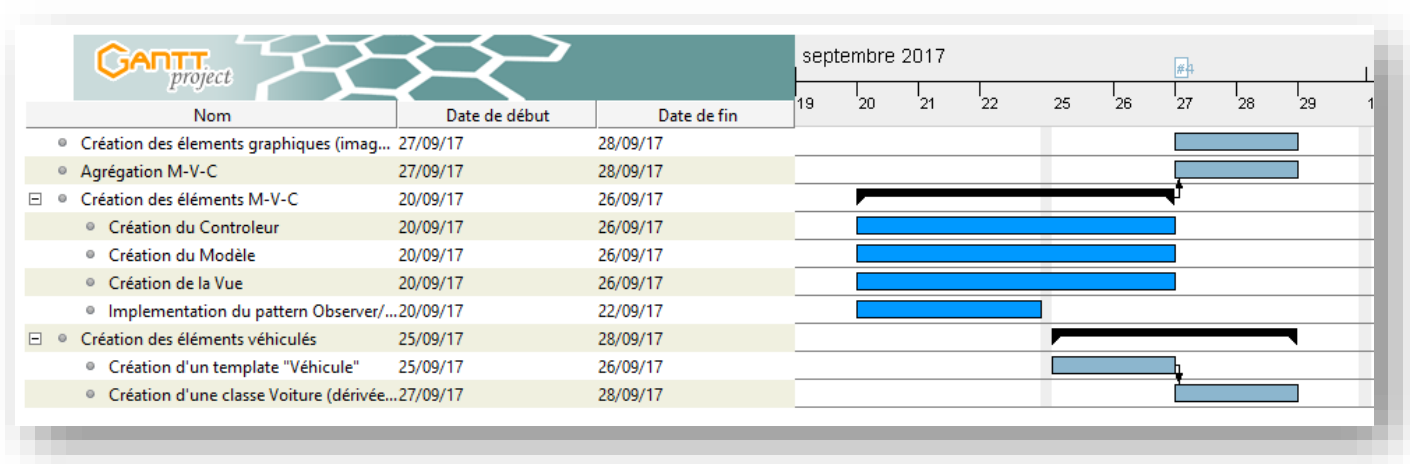 GANTT project
septembre 2017
#4
19 20 21 22 25 26 27 28 29 1
Nom Date de début Date de fin
Création des élements graphiques (imag... 27/09/17 28/09/17
Agrégation M-V-C 27/09/17 28/09/17
Création des éléments M-V-C 20/09/17 26/09/17
Création du Controleur 20/09/17 26/09/17
Création du Modèle 20/09/17 26/09/17
Création de la Vue 20/09/17 26/09/17
Implementation du pattern Observer/... 20/09/17 22/09/17
Création des éléments véhiculés 25/09/17 28/09/17
Création d'un template "Véhicule" 25/09/17 26/09/17
Création d'une classe Voiture (dérivée... 27/09/17 28/09/17